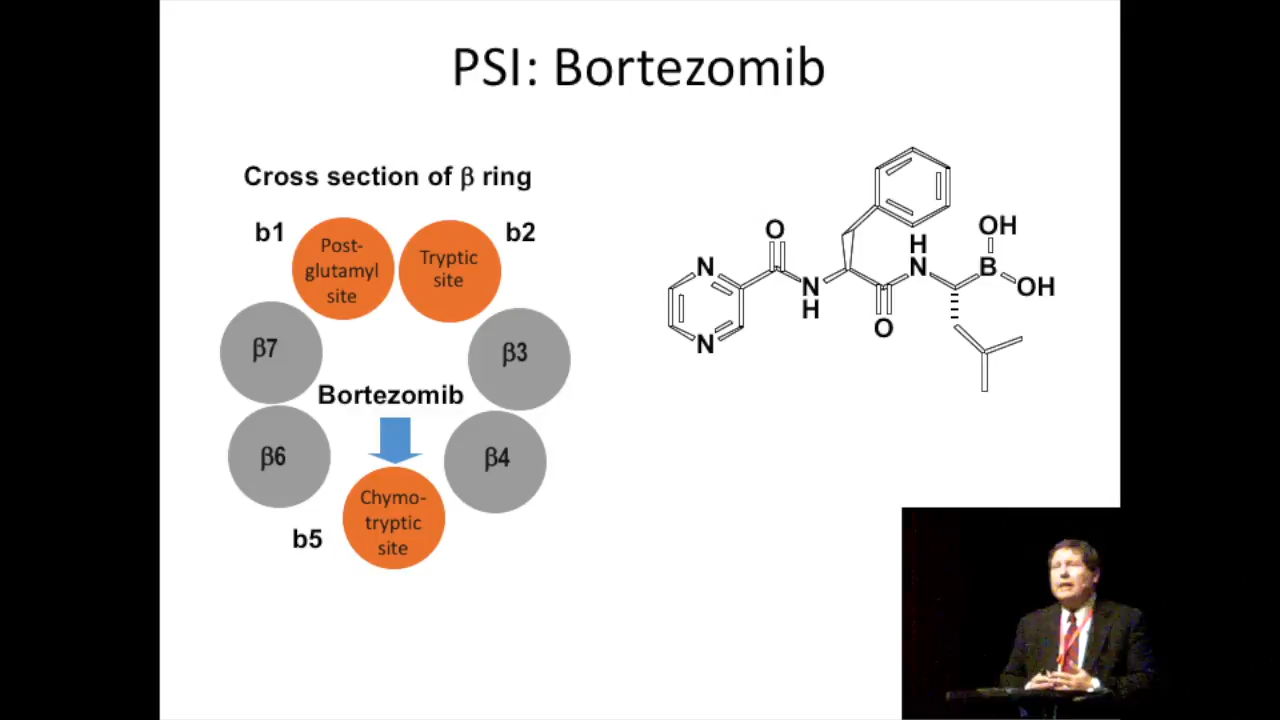 PSI: Bortezomib
Cross section of β ring
b1
Post-
glutamyl
site
Tryptic
site
b2
β7
β3
Bortezomib
β6
β4
Chymo-
tryptic
site
b5
O
N
N
N
H
O
H
N
B
OH
OH